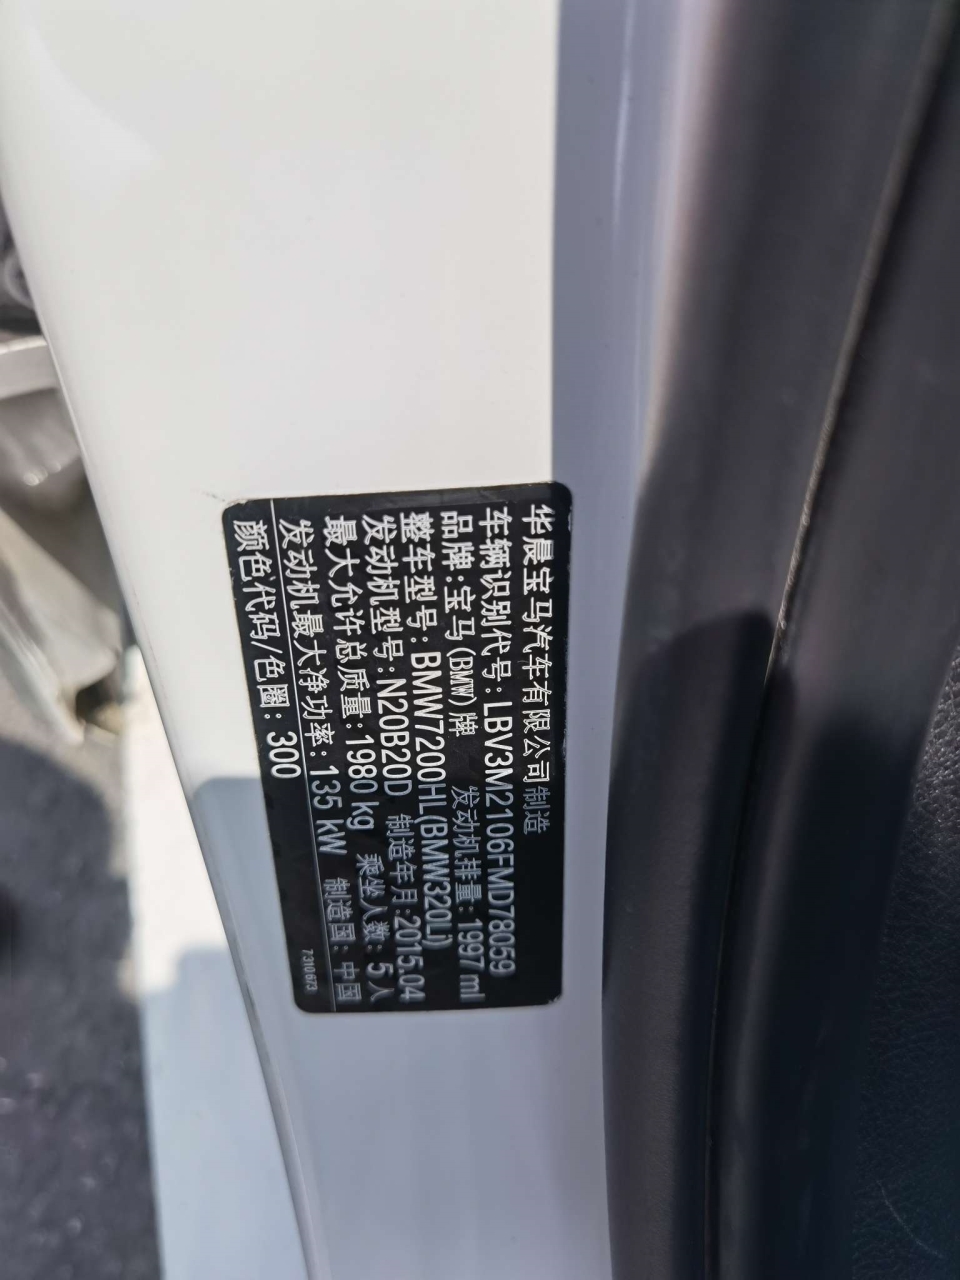 华晨宝马汽车有限公司制造
车辆识别代号:LBV3M2106FMD78059
品牌:宝马(BMW)牌 发动机排量:1997 ml
整车型号:BMW7200HL(BMW320Li)
发动机型号:N20B20D 制造年月:2015.04
最大允许总质量:1980 kg 乘坐人数:5人
发动机最大净功率:135 kW 制造国:中国
颜色代码/色圈:300
7310673